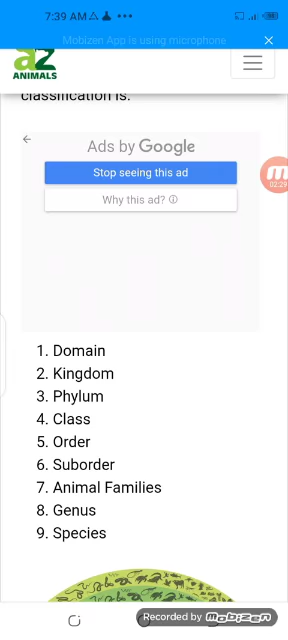 7:39 AM
Mobizen App is using microphone
az
ANIMALS
classification is:
Ads by Google
Stop seeing this ad
Why this ad?
02:29
1. Domain
2. Kingdom
3. Phylum
4. Class
5. Order
6. Suborder
7. Animal Families
8. Genus
9. Species
Recorded by Mobizen